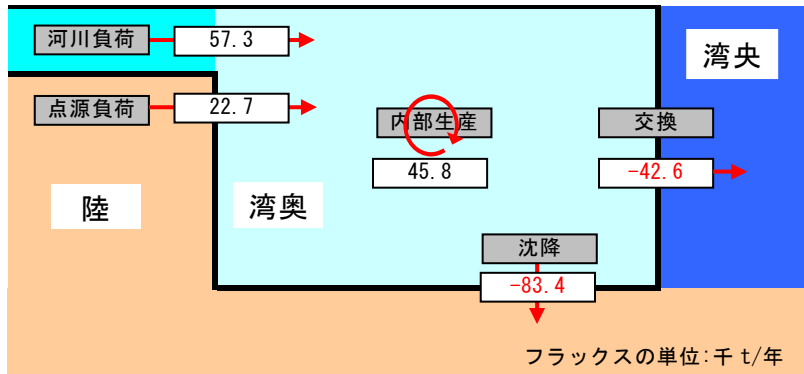 河川負荷
57.3
湾央
点源負荷
22.7
内部生産
交換
45.8
-42.6
陸
湾奥
沈降
-83.4
フラックスの単位:千 t/年